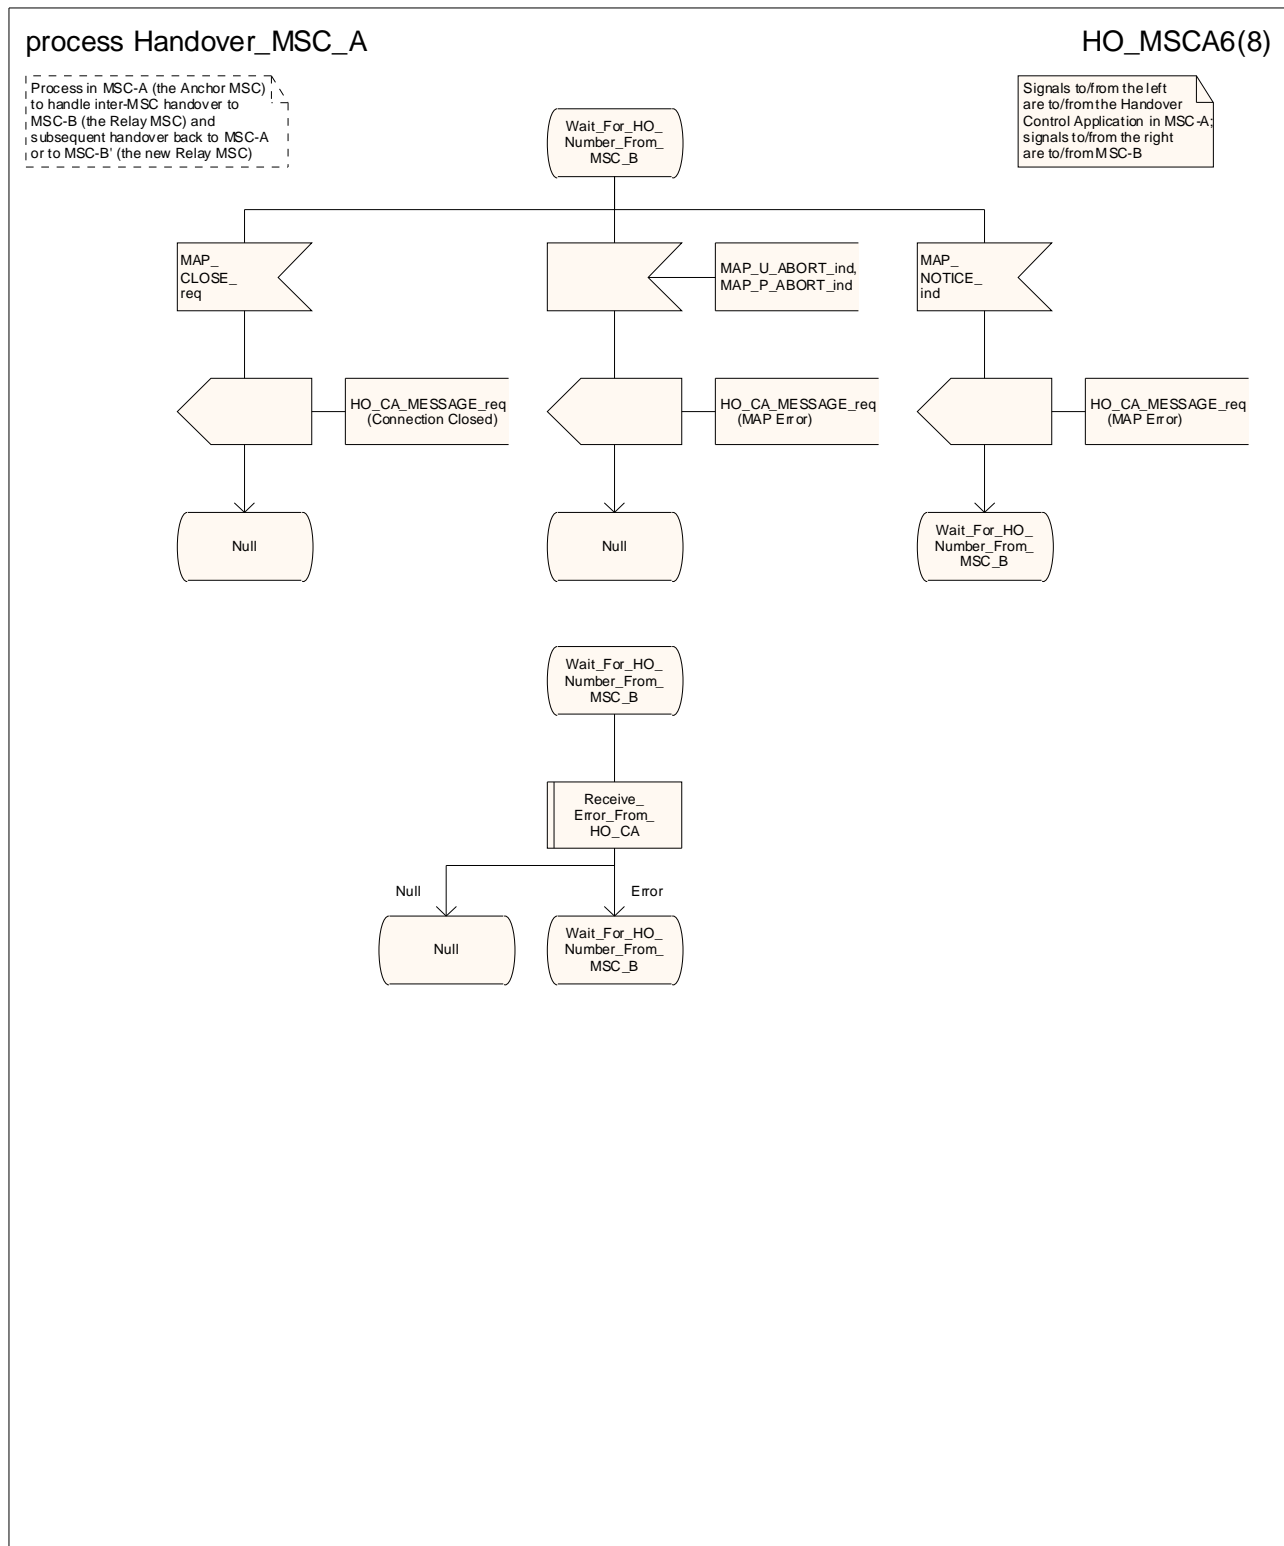 process Handover_MSC_A
HO_MSCA6(8)
Process in MSC-A (the Anchor MSC)
to handle inter-MSC handover to
MSC-B (the Relay MSC) and
subsequent handover back to MSC-A
or to MSC-B' (the new Relay MSC)
Signals to/from the left
are to/from the Handover
Control Application in MSC-A;
signals to/from the right
are to/from MSC-B
Wait_For_HO_
Number_From_
MSC_B
MAP_
CLOSE_
req
MAP_U_ABORT_ind,
MAP_P_ABORT_ind
MAP_
NOTICE_
ind
HO_CA_MESSAGE_req
(Connection Closed)
HO_CA_MESSAGE_req
(MAP Error)
HO_CA_MESSAGE_req
(MAP Error)
Null
Null
Wait_For_HO_
Number_From_
MSC_B
Wait_For_HO_
Number_From_
MSC_B
Receive_
Error_From_
HO_CA
Null
Error
Null
Wait_For_HO_
Number_From_
MSC_B